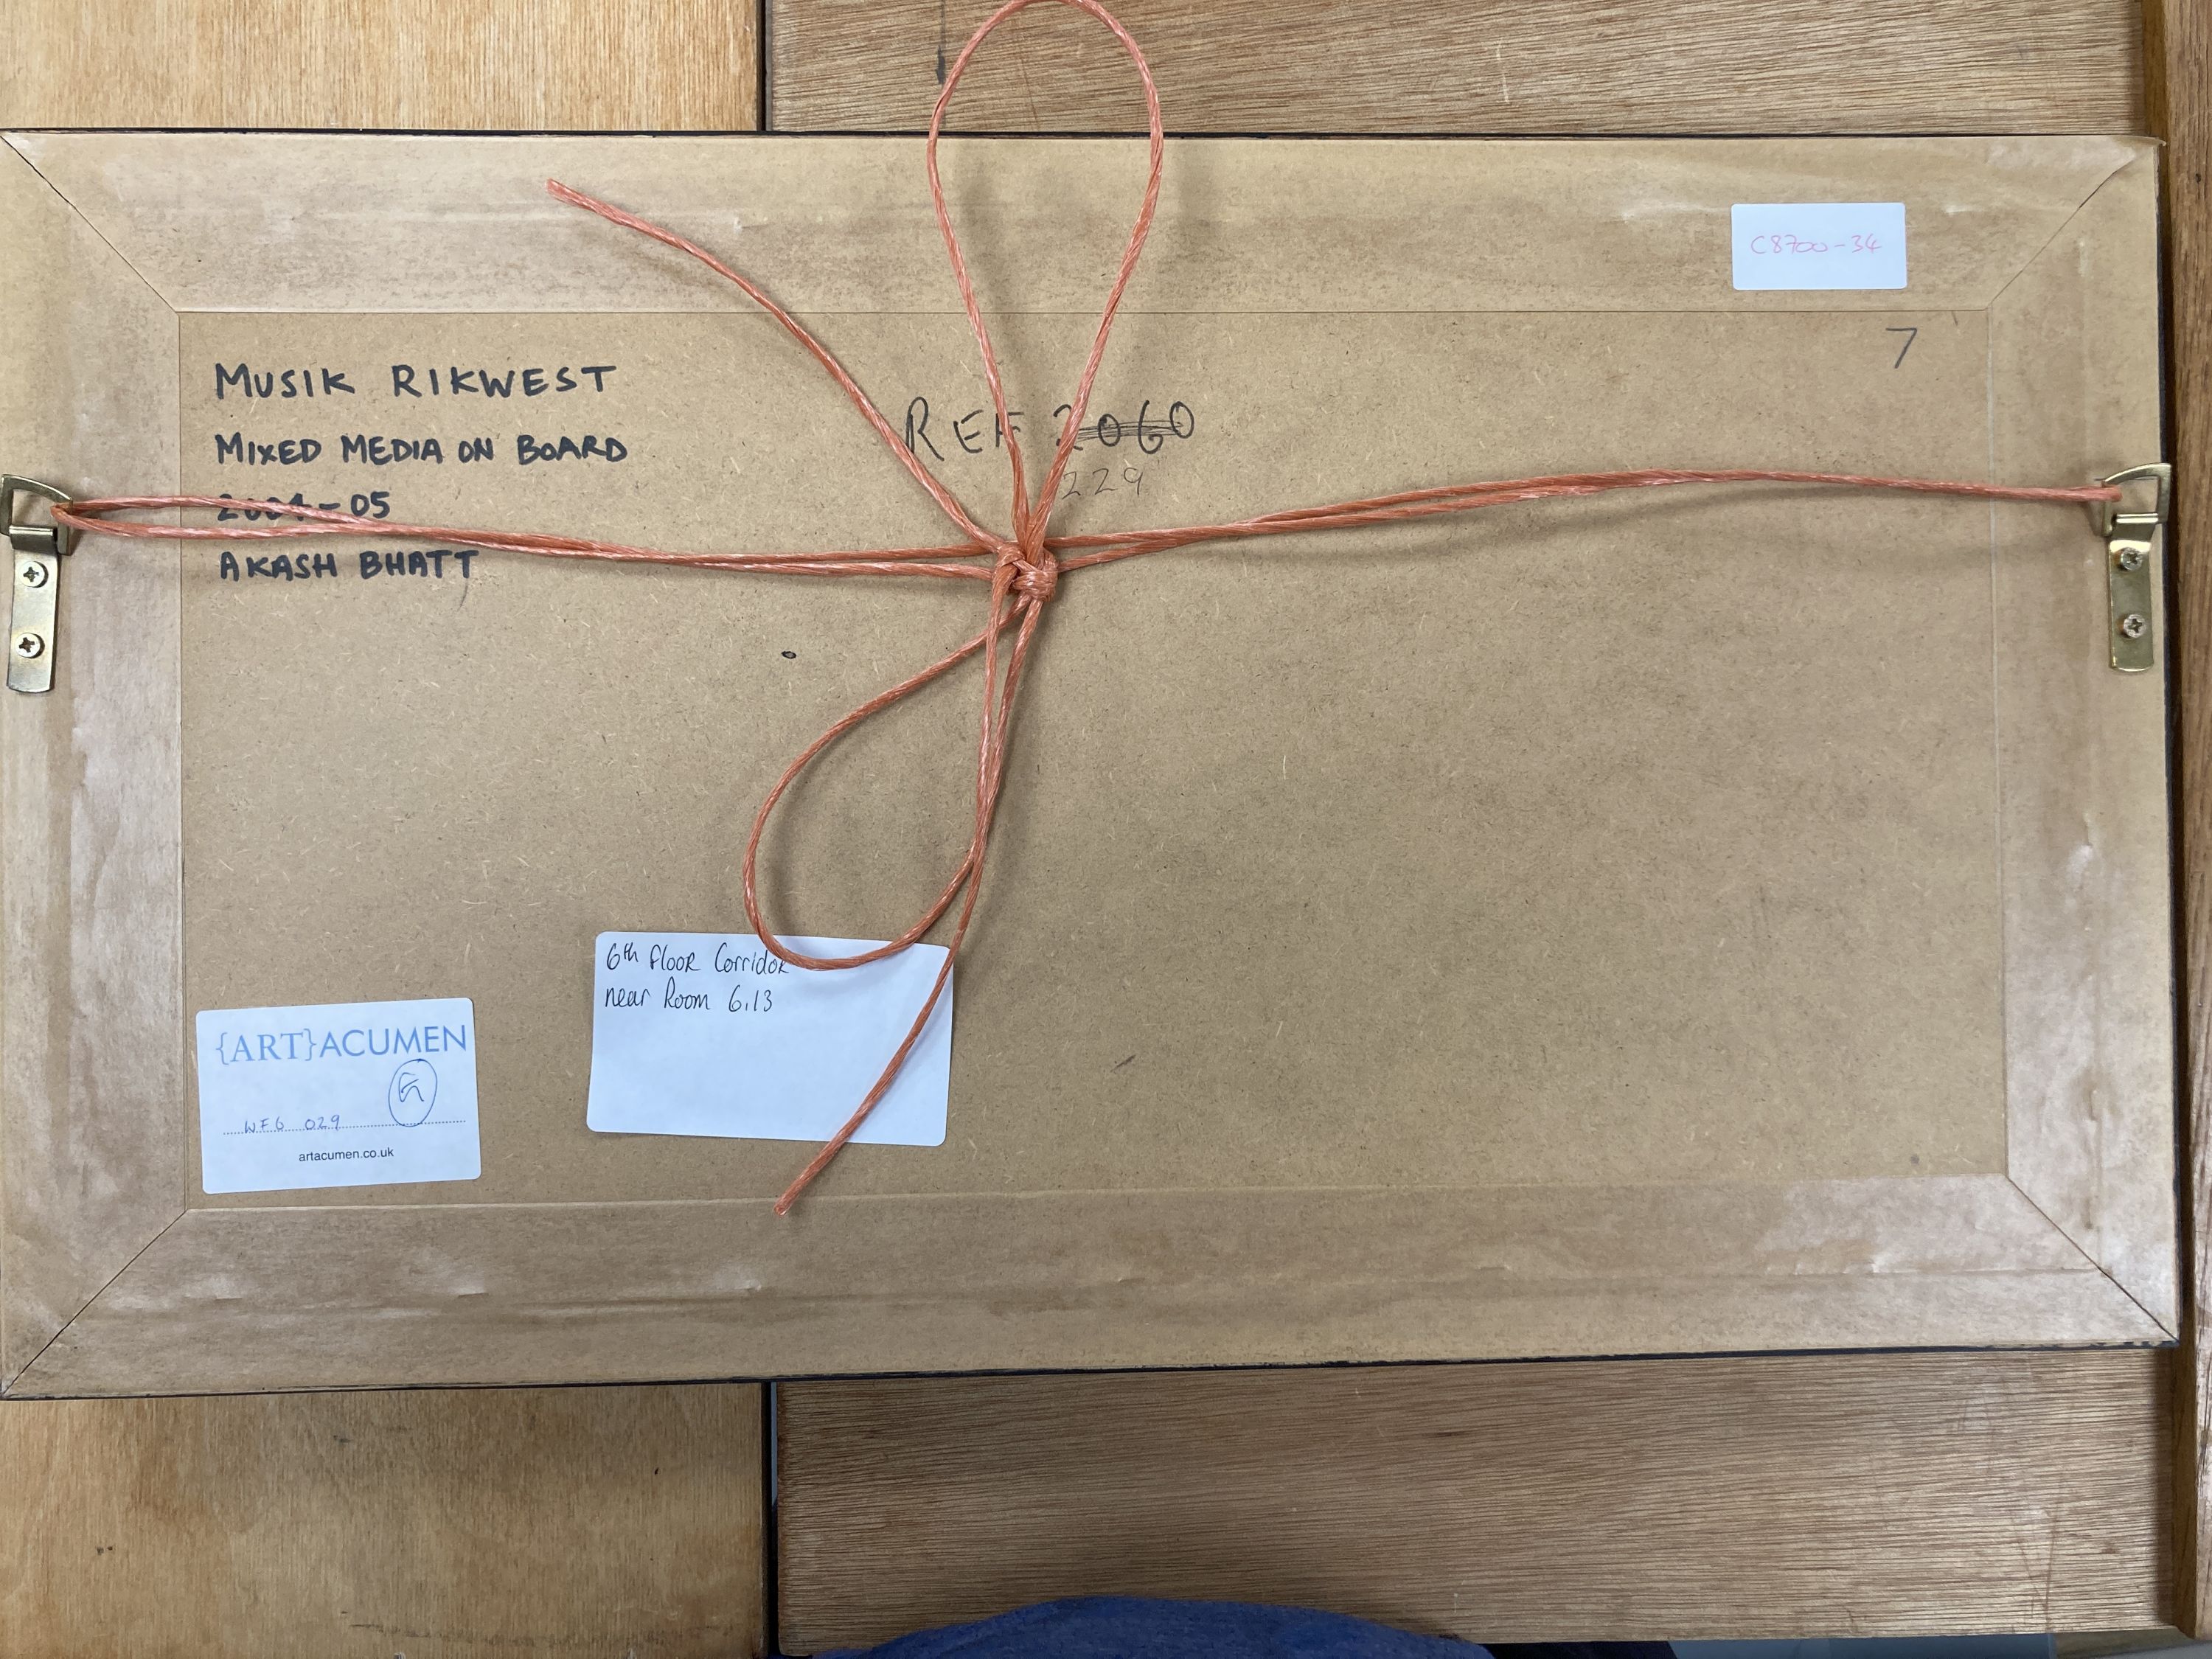 C8700-34
7
MUSIK RIKWEST
MIXED MEDIA ON BOARD
2004-05
AKASH BHATT
REF 2060
229
6th Floor Corridor
near Room 6.13
{ART}ACUMEN
WF6 029
artacumen.co.uk